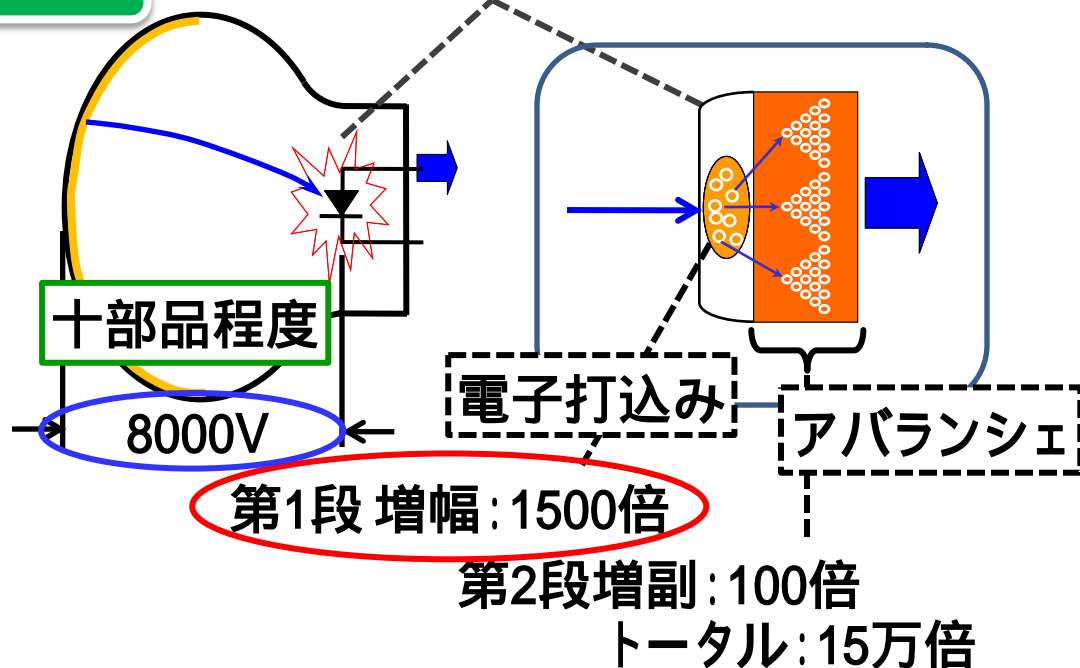 十部品程度
8000V
電子打込み
アバランシェ
第1段 増幅:1500倍
第2段増副:100倍
トータル:15万倍